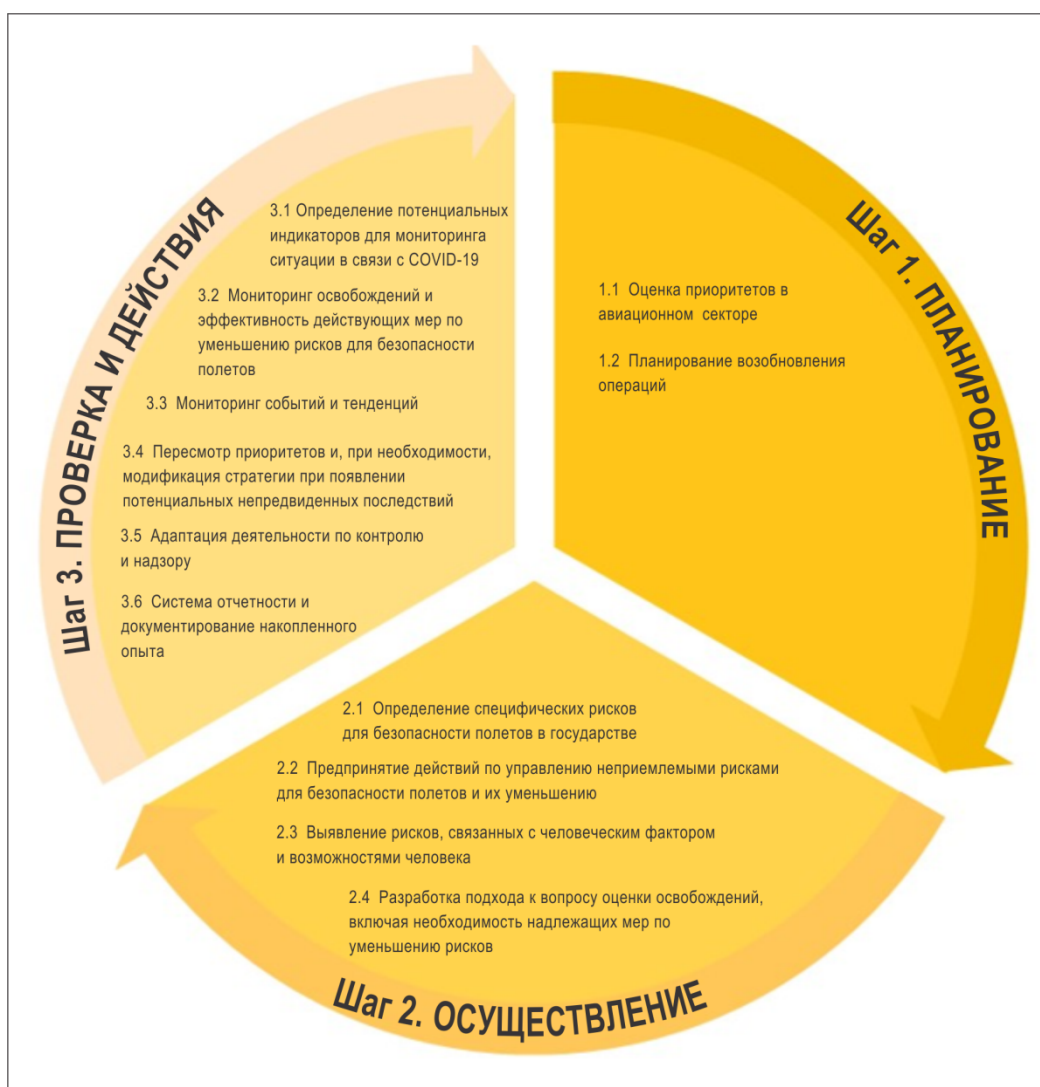 Шаг 1. ПЛАНИРОВАНИЕ
1.1 Оценка приоритетов в
авиационном секторе
1.2 Планирование возобновления
операций
Шаг 2. ОСУЩЕСТВЛЕНИЕ
2.1 Определение специфических рисков
для безопасности полетов в государстве
2.2 Предпринятие действий по управлению неприемлемыми рисками
для безопасности полетов и их уменьшению
2.3 Выявление рисков, связанных с человеческим фактором
и возможностями человека
2.4 Разработка подхода к вопросу оценки освобождений,
включая необходимость надлежащих мер по
уменьшению рисков
Шаг 3. ПРОВЕРКА И ДЕЙСТВИЯ
3.1 Определение потенциальных
индикаторов для мониторинга
ситуации в связи с COVID-19
3.2 Мониторинг освобождений и
эффективность действующих мер по
уменьшению рисков для безопасности
полетов
3.3 Мониторинг событий и тенденций
3.4 Пересмотр приоритетов и, при необходимости,
модификация стратегии при появлении
потенциальных непредвиденных последствий
3.5 Адаптация деятельности по контролю
и надзору
3.6 Система отчетности и
документирование накопленного
опыта